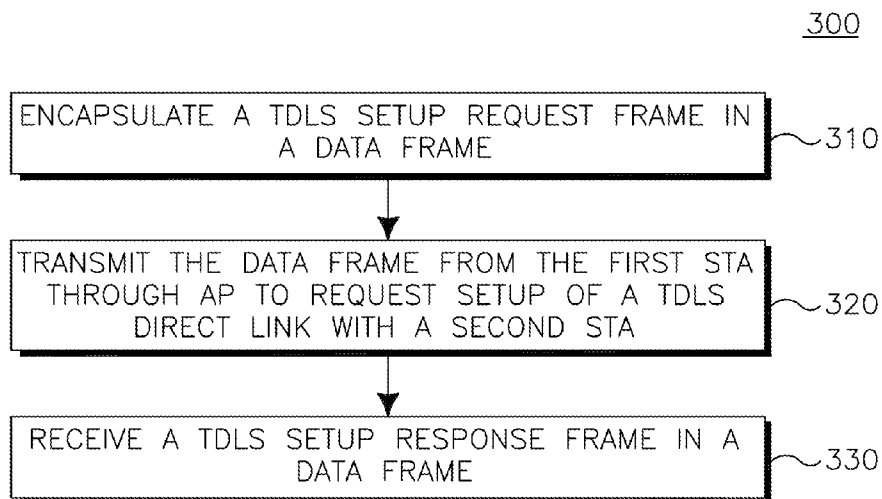 300
ENCAPSULATE A TDLS SETUP REQUEST FRAME IN
A DATA FRAME
310
TRANSMIT THE DATA FRAME FROM THE FIRST STA
THROUGH AP TO REQUEST SETUP OF A TDLS
DIRECT LINK WITH A SECOND STA
320
RECEIVE A TDLS SETUP RESPONSE FRAME IN A
DATA FRAME
330